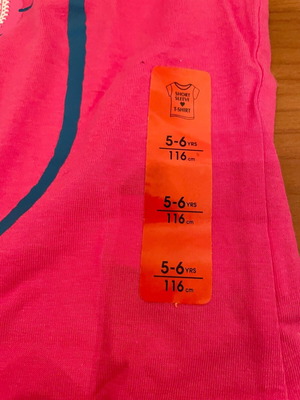 SHORT
SLEEVE
♥
T-SHIRT
5-6 YRS
116 cm
5-6 YRS
116 cm
5-6 YRS
116 cm